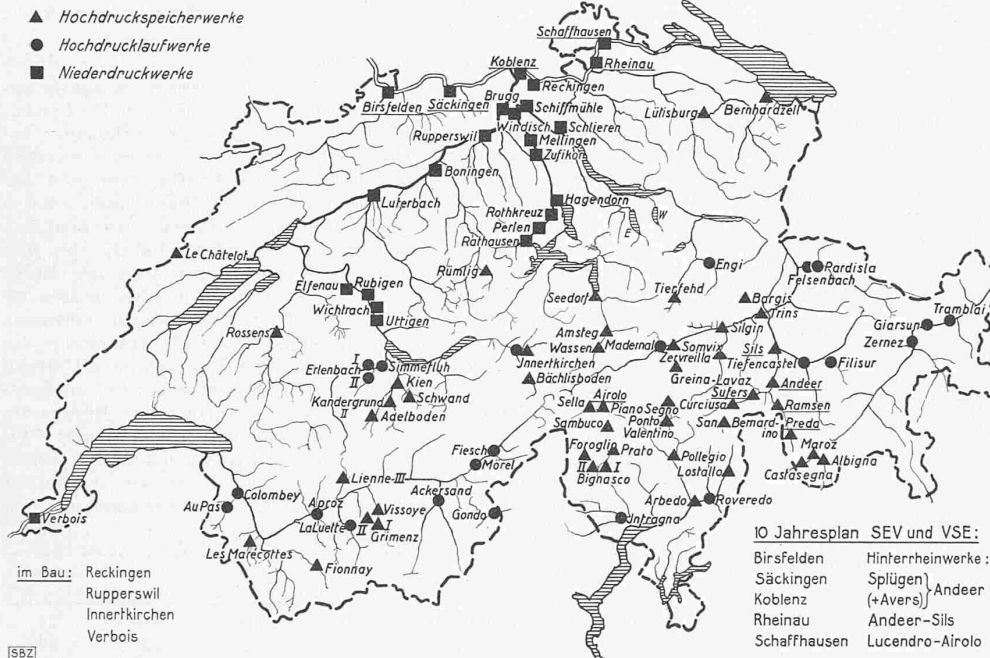 Hochdruckspeicherwerke
Hochdrucklaufwerke
Niederdruckwerke
Schaffhausen
Rheinau
Koblenz
Reckingen
Birsfelden
Säckingen
Brugg
Schiffmühle
Windisch
Schlieren
Rupperswil
Mellingen
Zufikon
Lütisburg
Bernhardzell
Boningen
Luterbach
Hagendorn
Rothkreuz
Perlen
Rathausen
W
E
Le Châtelot
Rümlig
Engi
Rardisla
Felsenbach
Elfenau
Rubigen
Wichtrach
Uttigen
Seedorf
Tierfehd
Bargis
Trins
Tramblai
Giarsun
Zernez
Rossens
Amsteg
Wassen
Madernal
Somvix
Zervreila
Silgin
Sils
Tiefencastel
Filisur
I
Erlenbach
II
Simmefluh
Innertkirchen
Bächlisboden
Greina-Lavaz
Kien
Schwand
Kandergrund
II
Adelboden
Sella
Airolo
Piano Segno
Sambuco
Ponto
Valentino
Curciusa
Sufers
Andeer
Ramsen
San Bernardino
Preda
Maroz
Albigna
Castasegna
Foroglio
Prato
II
I
Bignasco
Pollegio
Lostallo
Fiesch
Mörel
Lienne-III
Ackersand
Gondo
Arbedo
Roveredo
Intragna
Colombey
Au Pas
Aproz
La Luette
Vissoye
II
I
Grimenz
Verbois
Les Marécottes
Fionnay
im Bau: Reckingen
Rupperswil
Innertkirchen
Verbois
10 Jahresplan SEV und VSE:
Birsfelden Hinterrheinwerke:
Säckingen Splügen
Koblenz (+Avers) } Andeer
Rheinau Andeer-Sils
Schaffhausen Lucendro-Airolo
SBZ